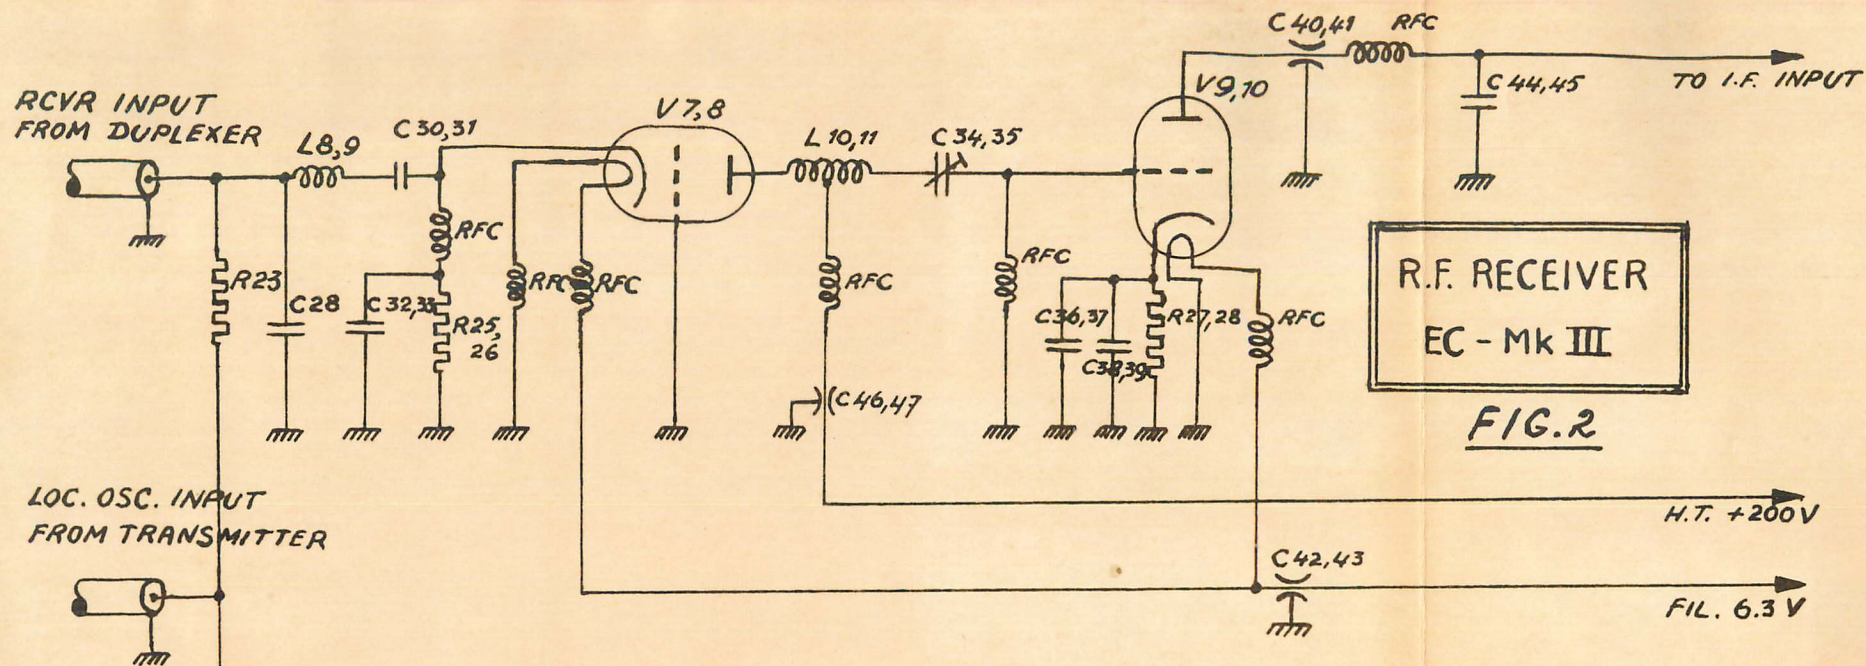 C 40,41
RFC
V 9,10
C 44,45
TO I.F. INPUT
RCVR INPUT
FROM DUPLEXER
L8,9
C 30,31
V 7,8
L 10,11
C 34,35
R23
C 28
RFC
C 32,33
R25,
26
RFC
RFC
RFC
C 46,47
RFC
C36,37
C38,39
R27,28
RFC
R.F. RECEIVER
EC - Mk III
FIG. 2
LOC. OSC. INPUT
FROM TRANSMITTER
H.T. +200V
C 42,43
FIL. 6.3 V